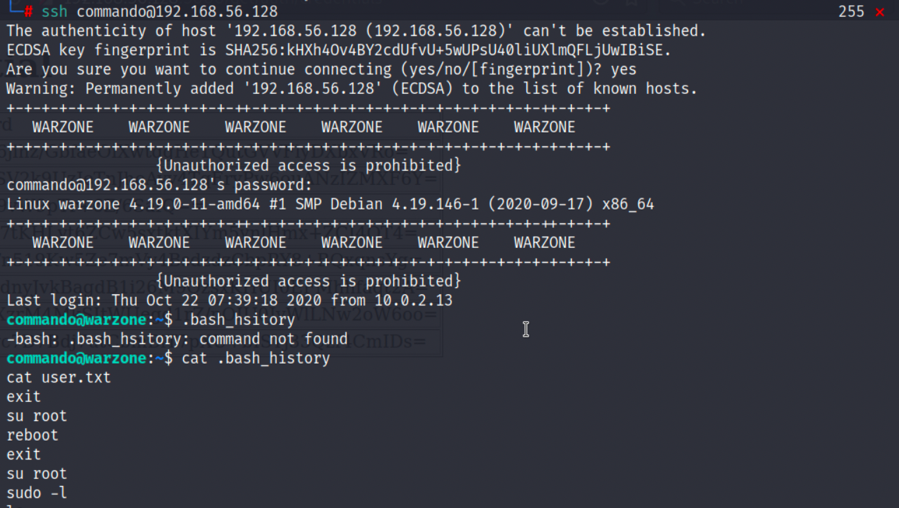 # ssh commando@192.168.56.128 255 ×
The authenticity of host '192.168.56.128 (192.168.56.128)' can't be established.
ECDSA key fingerprint is SHA256:kHXh4Ov4BY2cdUfvU+5wUPsU40liUXlmQFLjUwIBiSE.
Are you sure you want to continue connecting (yes/no/[fingerprint])? yes
Warning: Permanently added '192.168.56.128' (ECDSA) to the list of known hosts.
+-+-+-+-+-+-+-+-+-+-+-+-+-+-+-+-+-+-+-+-+-+-+-+-+-+-+-+-+-+-+-+-+-+-+-+
WARZONE WARZONE WARZONE WARZONE WARZONE WARZONE
+-+-+-+-+-+-+-+-+-+-+-+-+-+-+-+-+-+-+-+-+-+-+-+-+-+-+-+-+-+-+-+-+-+-+-+
{Unauthorized access is prohibited}
commando@192.168.56.128's password:
Linux warzone 4.19.0-11-amd64 #1 SMP Debian 4.19.146-1 (2020-09-17) x86_64
+-+-+-+-+-+-+-+-+-+-+-+-+-+-+-+-+-+-+-+-+-+-+-+-+-+-+-+-+-+-+-+-+-+-+-+
WARZONE WARZONE WARZONE WARZONE WARZONE WARZONE
+-+-+-+-+-+-+-+-+-+-+-+-+-+-+-+-+-+-+-+-+-+-+-+-+-+-+-+-+-+-+-+-+-+-+-+
{Unauthorized access is prohibited}
Last login: Thu Oct 22 07:39:18 2020 from 10.0.2.13
commando@warzone:~$ .bash_hsitory
-bash: .bash_hsitory: command not found
commando@warzone:~$ cat .bash_history
cat user.txt
exit
su root
reboot
exit
su root
sudo -l